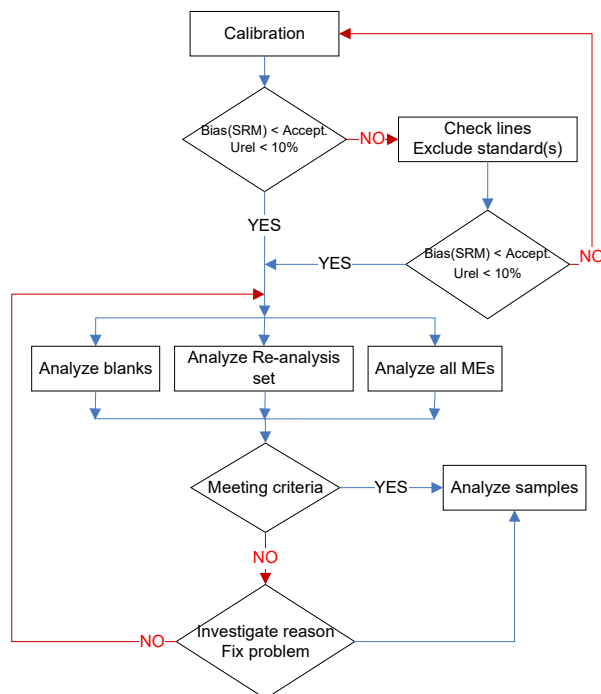 Calibration
Bias(SRM) < Accept.
Urel < 10%
NO
Check lines
Exclude standard(s)
YES
Bias(SRM) < Accept.
Urel < 10%
NO
YES
Analyze blanks
Analyze Re-analysis
set
Analyze all MEs
Meeting criteria
YES
Analyze samples
NO
Investigate reason
Fix problem
NO